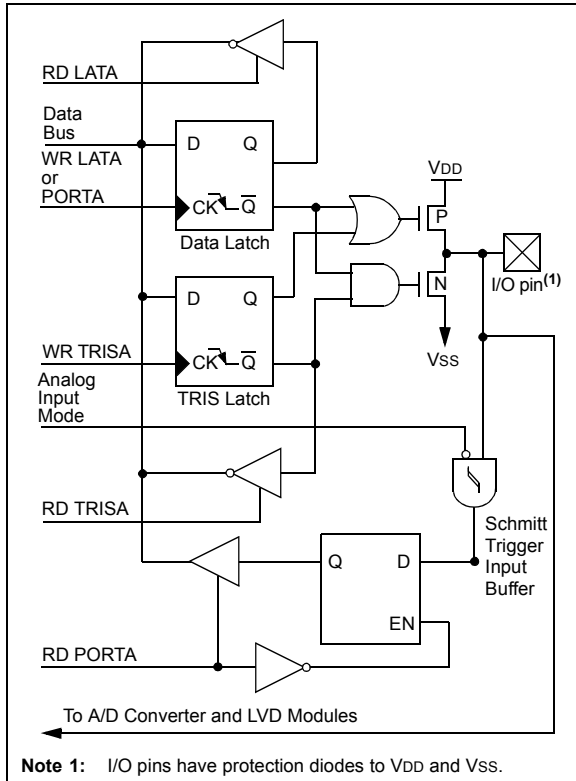 RD LATA
Data
Bus
D Q
WR LATA
or
PORTA
CK Q
Data Latch
VDD
P
I/O pin(1)
N
D Q
WR TRISA
CK Q
VSS
TRIS Latch
Analog
Input
Mode
RD TRISA
Schmitt
Trigger
Input
Buffer
Q D
EN
RD PORTA
To A/D Converter and LVD Modules
Note 1: I/O pins have protection diodes to VDD and VSS.